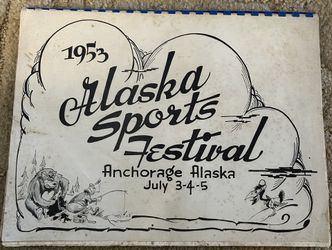 1953
Alaska
Sports
Festival
Anchorage Alaska
July 3-4-5